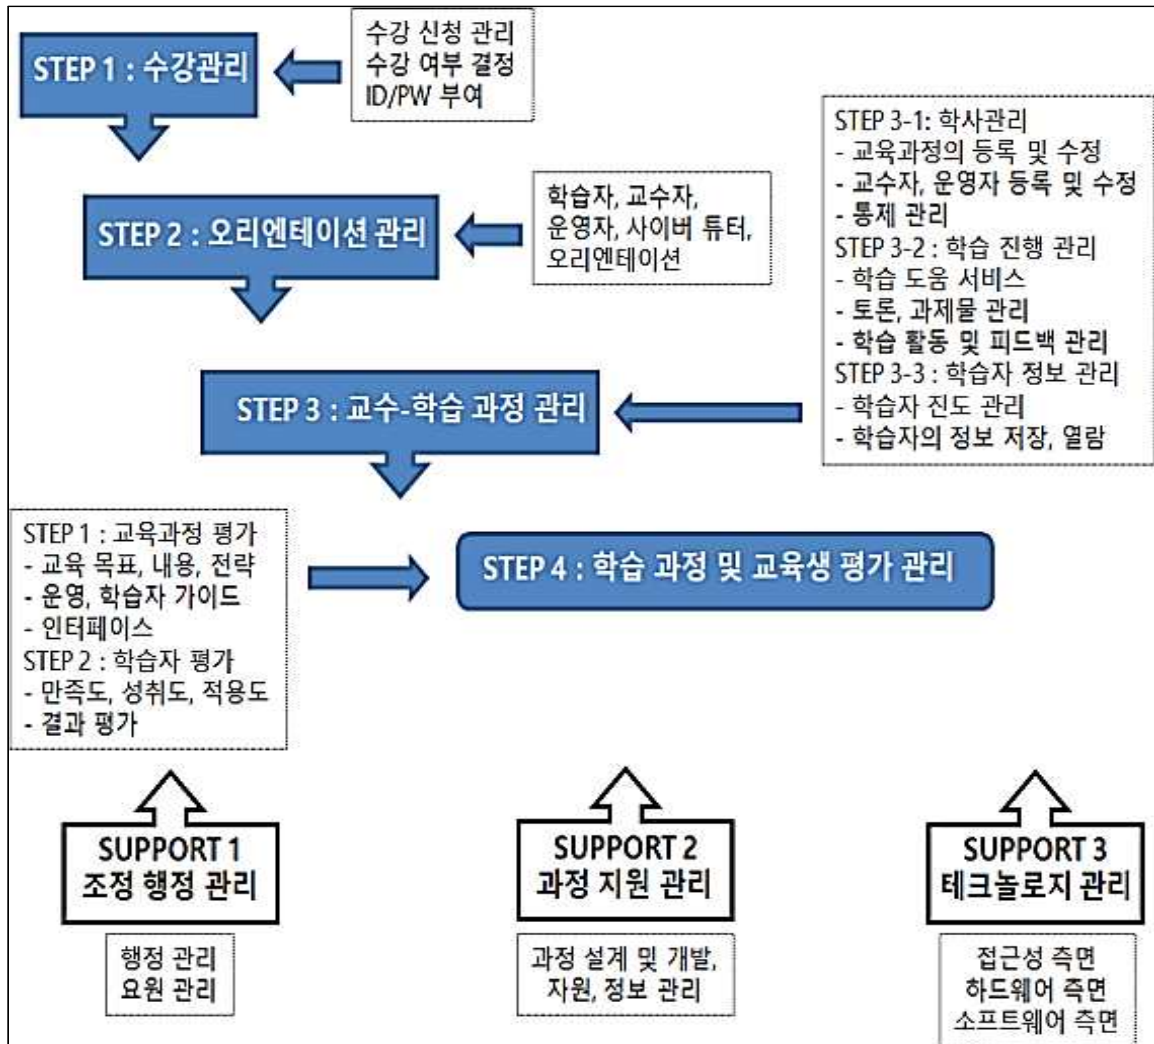 STEP 1 : 수강관리
수강 신청 관리
수강 여부 결정
ID/PW 부여
STEP 2 : 오리엔테이션 관리
학습자, 교수자,
운영자, 사이버 튜터,
오리엔테이션
STEP 3 : 교수-학습 과정 관리
STEP 3-1: 학사관리
- 교육과정의 등록 및 수정
- 교수자, 운영자 등록 및 수정
- 통제 관리
STEP 3-2 : 학습 진행 관리
- 학습 도움 서비스
- 토론, 과제물 관리
- 학습 활동 및 피드백 관리
STEP 3-3 : 학습자 정보 관리
- 학습자 진도 관리
- 학습자의 정보 저장, 열람
STEP 4 : 학습 과정 및 교육생 평가 관리
STEP 1 : 교육과정 평가
- 교육 목표, 내용, 전략
- 운영, 학습자 가이드
- 인터페이스
STEP 2 : 학습자 평가
- 만족도, 성취도, 적용도
- 결과 평가
SUPPORT 1
조정 행정 관리
행정 관리
요원 관리
SUPPORT 2
과정 지원 관리
과정 설계 및 개발,
자원, 정보 관리
SUPPORT 3
테크놀로지 관리
접근성 측면
하드웨어 측면
소프트웨어 측면